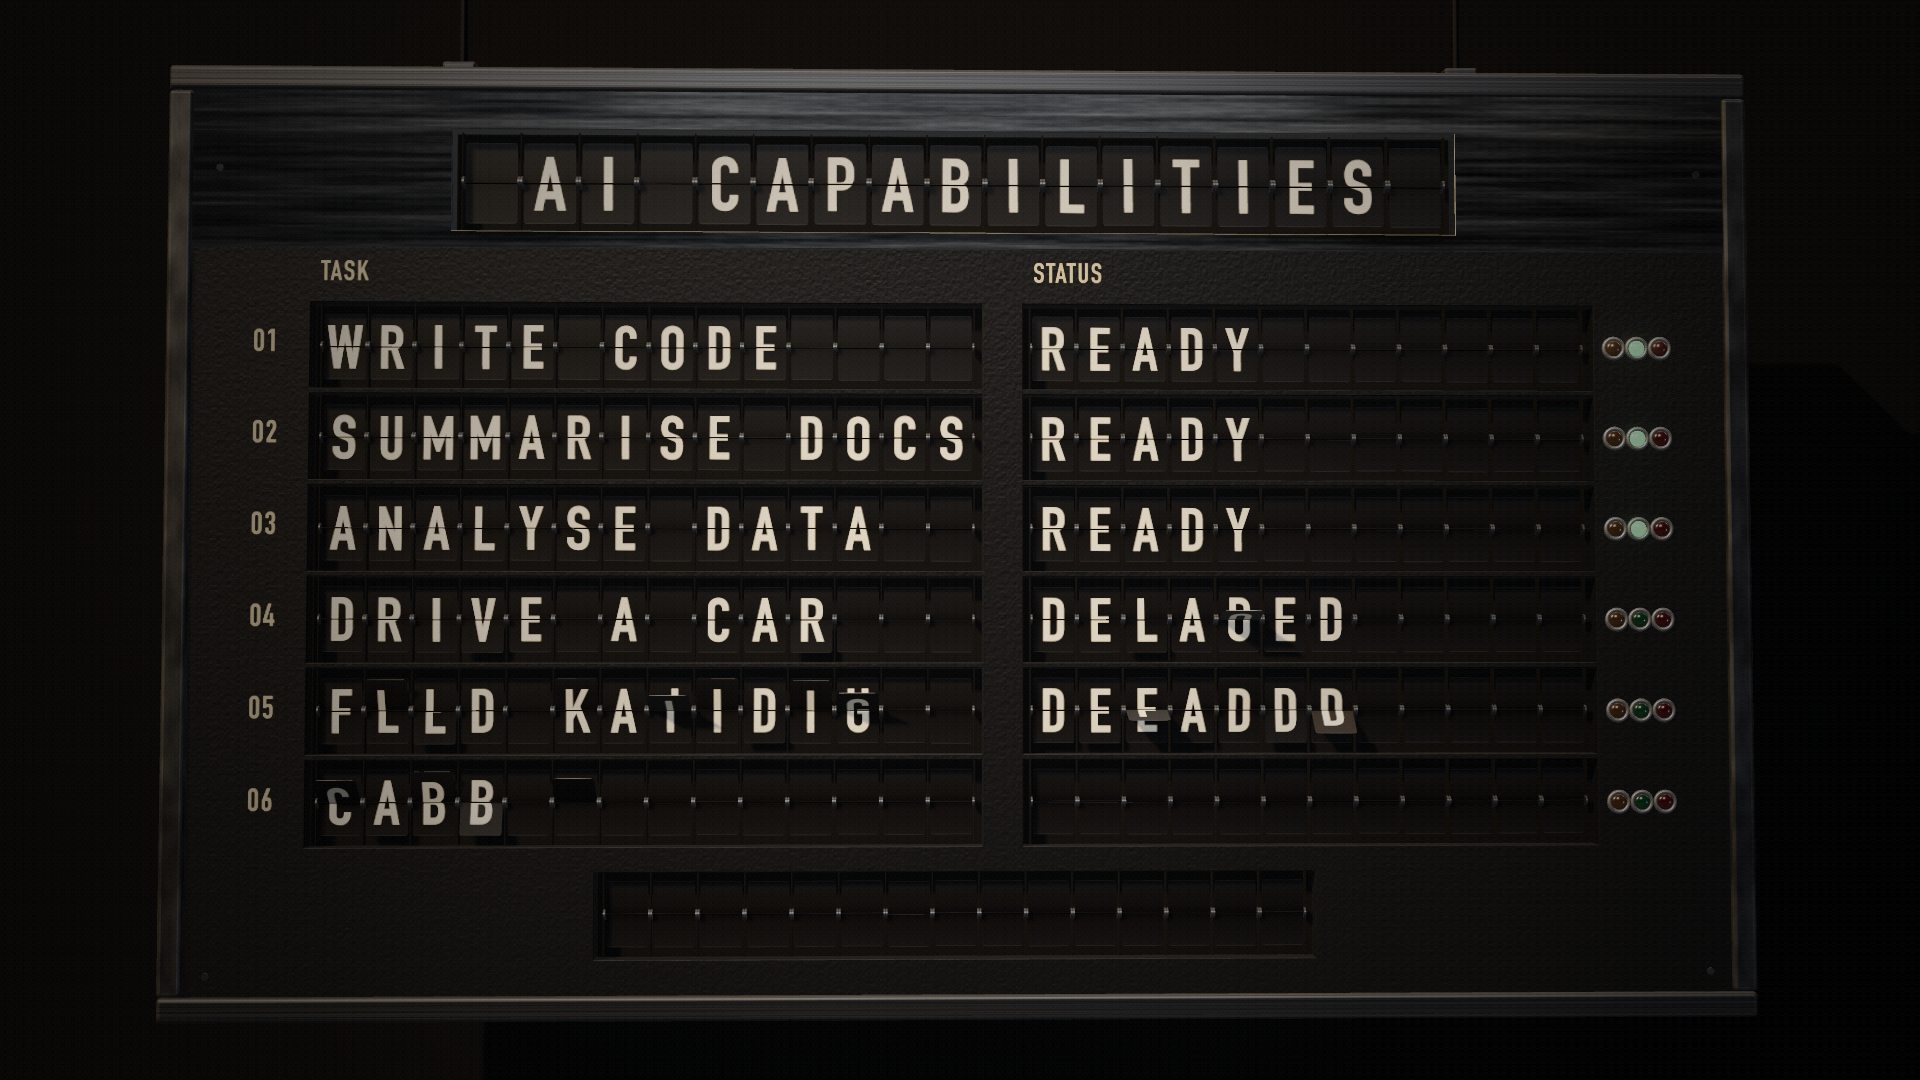 AI CAPABILITIES
TASK STATUS
01 WRITE CODE READY
02 SUMMARISE DOCS READY
03 ANALYSE DATA READY
04 DRIVE A CAR
05
06